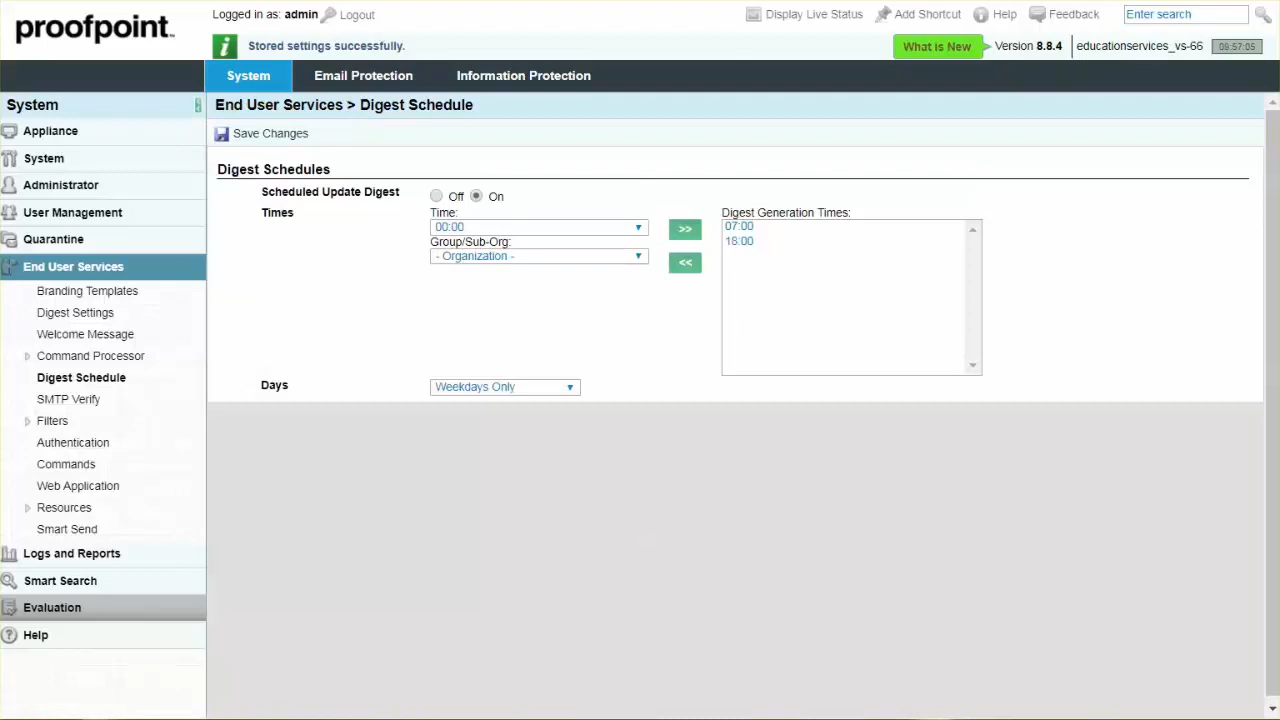 proofpoint™
Logged in as: admin Logout
Display Live Status Add Shortcut Help Feedback Enter search
Stored settings successfully.
What is New Version 8.8.4 educationservices_vs-66 09:57:05
System Email Protection Information Protection
System
End User Services > Digest Schedule
Appliance
System
Administrator
User Management
Quarantine
End User Services
Branding Templates
Digest Settings
Welcome Message
Command Processor
Digest Schedule
SMTP Verify
Filters
Authentication
Commands
Web Application
Resources
Smart Send
Logs and Reports
Smart Search
Evaluation
Help
Save Changes
Digest Schedules
Scheduled Update Digest Off On
Times Time:
00:00
Group/Sub-Org:
- Organization -
>>
<<
Digest Generation Times:
07:00
18:00
Days Weekdays Only